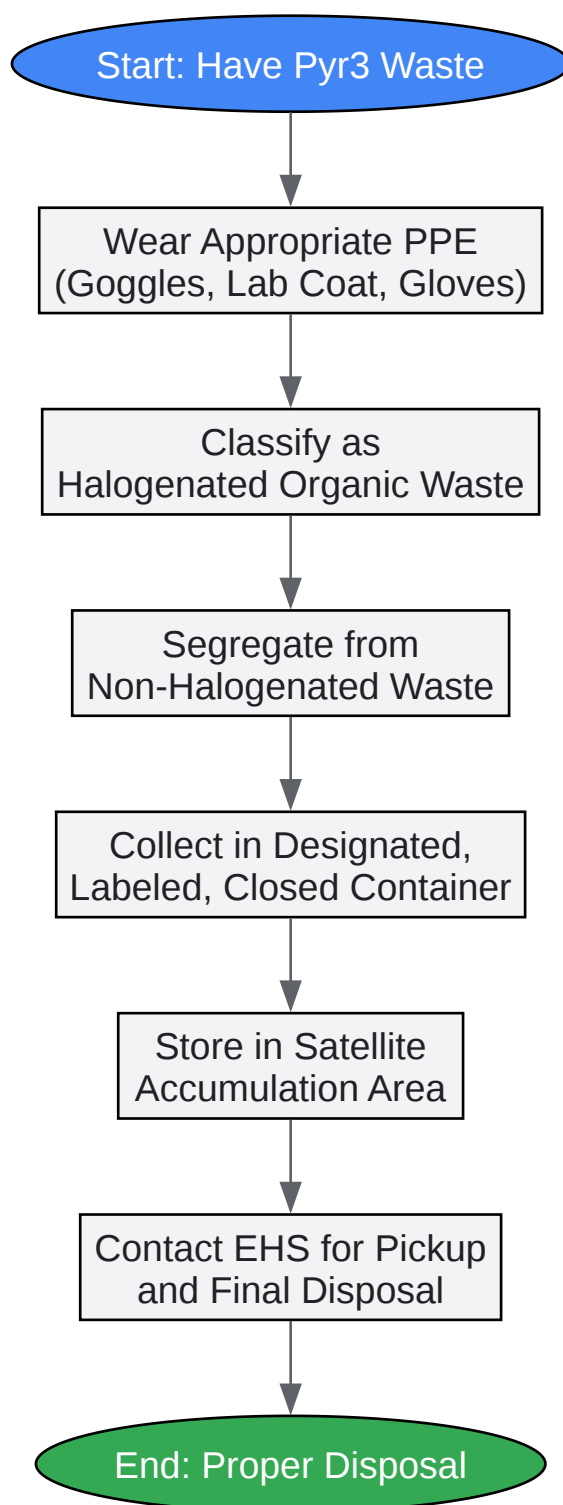 Start: Have Pyr3 Waste
Wear Appropriate PPE
(Goggles, Lab Coat, Gloves)
Classify as
Halogenated Organic Waste
Segregate from
Non-Halogenated Waste
Collect in Designated,
Labeled, Closed Container
Store in Satellite
Accumulation Area
Contact EHS for Pickup
and Final Disposal
End: Proper Disposal